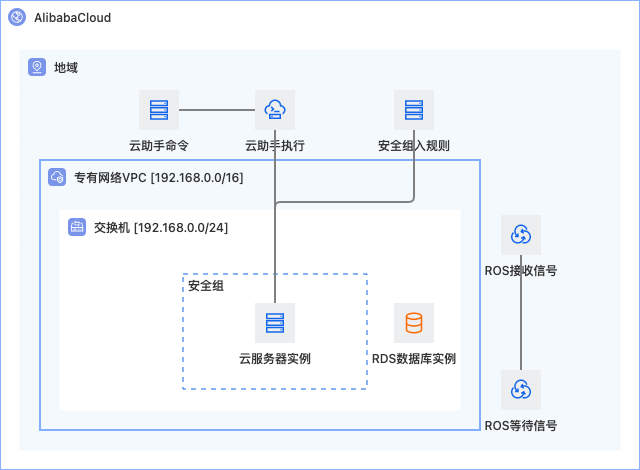 AlibabaCloud
地域
云助手命令
云助手执行
安全组入规则
专有网络VPC [192.168.0.0/16]
交换机 [192.168.0.0/24]
ROS接收信号
安全组
云服务器实例
RDS数据库实例
ROS等待信号